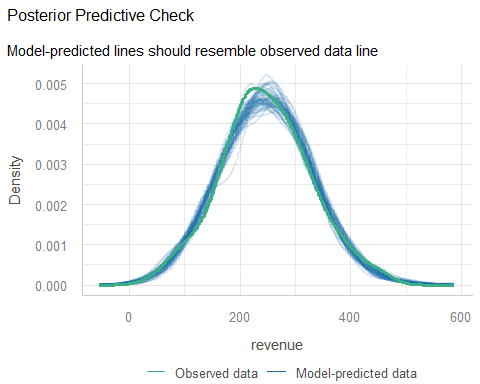 Posterior Predictive Check
Model-predicted lines should resemble observed data line
0.005
0.004
0.003
0.002
0.001
0.000
Density
0
200
400
600
revenue
Observed data
Model-predicted data